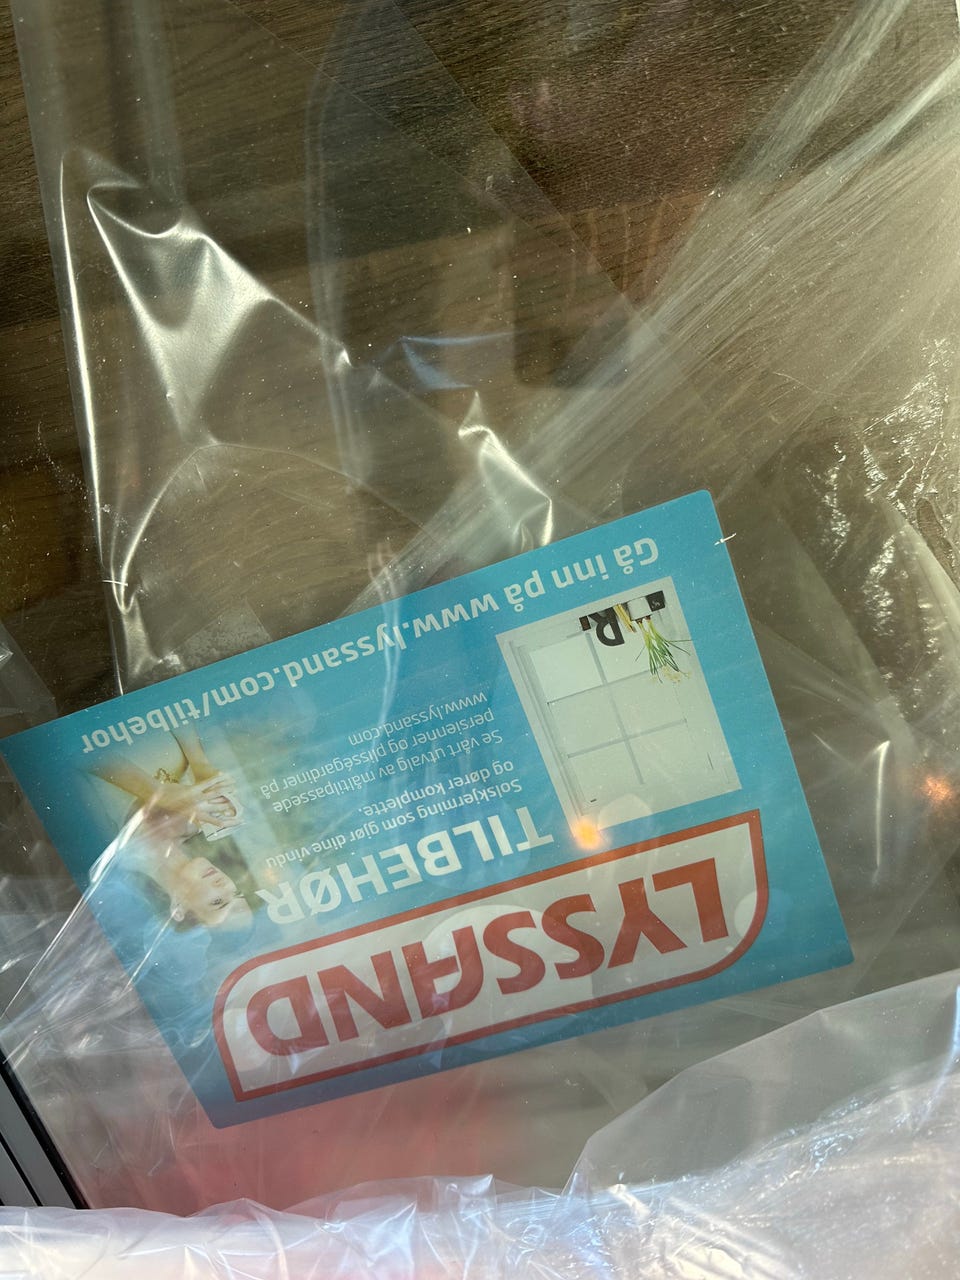 LYSSAND
TILBEHØR
Solskjerming som gjør dine vindu
og dører komplette.
Se vårt utvalg av måltilpassede
persienner og plisségardiner på
www.lyssand.com
R
Gå inn på www.lyssand.com/tilbehor